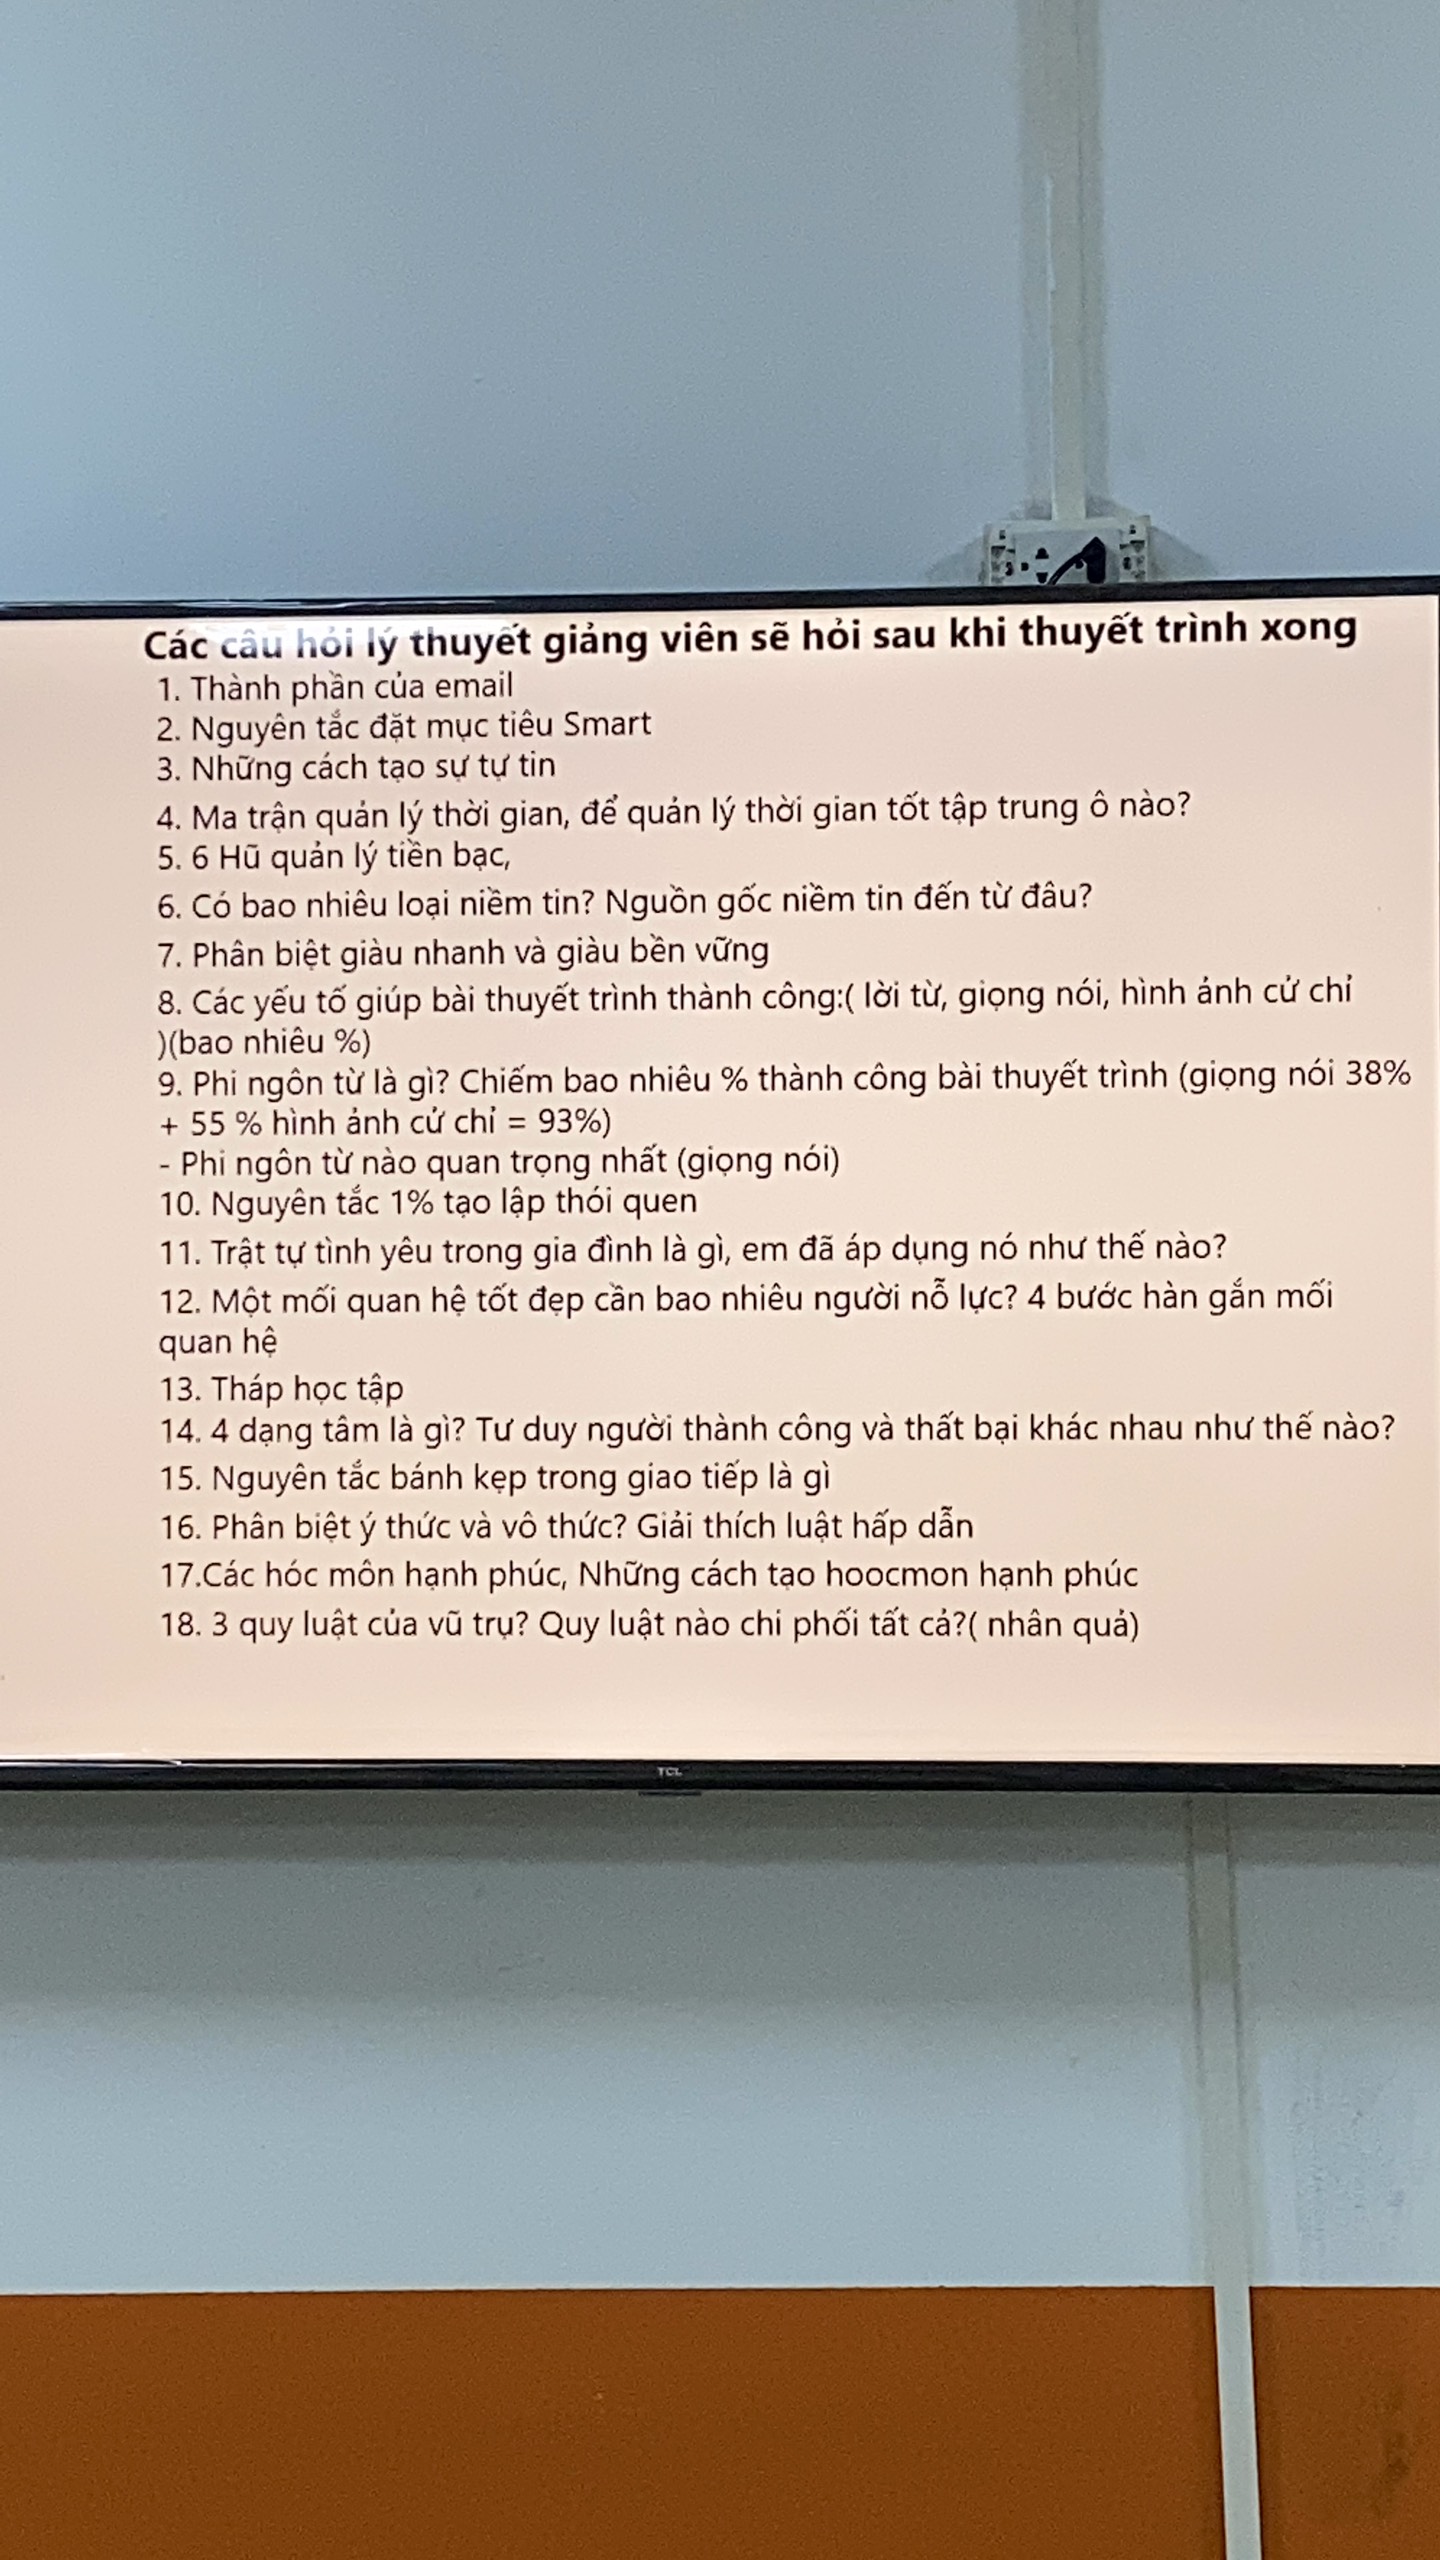 Các câu hỏi lý thuyết giảng viên sẽ hỏi sau khi thuyết trình xong
1. Thành phần của email
2. Nguyên tắc đặt mục tiêu Smart
3. Những cách tạo sự tự tin
4. Ma trận quản lý thời gian, để quản lý thời gian tốt tập trung ô nào?
5. 6 Hũ quản lý tiền bạc,
6. Có bao nhiêu loại niềm tin? Nguồn gốc niềm tin đến từ đâu?
7. Phân biệt giàu nhanh và giàu bền vững
8. Các yếu tố giúp bài thuyết trình thành công:( lời từ, giọng nói, hình ảnh cử chỉ
)(bao nhiêu %)
9. Phi ngôn từ là gì? Chiếm bao nhiêu % thành công bài thuyết trình (giọng nói 38%
+ 55 % hình ảnh cử chỉ = 93%)
- Phi ngôn từ nào quan trọng nhất (giọng nói)
10. Nguyên tắc 1% tạo lập thói quen
11. Trật tự tình yêu trong gia đình là gì, em đã áp dụng nó như thế nào?
12. Một mối quan hệ tốt đẹp cần bao nhiêu người nỗ lực? 4 bước hàn gắn mối
quan hệ
13. Tháp học tập
14. 4 dạng tâm là gì? Tư duy người thành công và thất bại khác nhau như thế nào?
15. Nguyên tắc bánh kẹp trong giao tiếp là gì
16. Phân biệt ý thức và vô thức? Giải thích luật hấp dẫn
17.Các hóc môn hạnh phúc, Những cách tạo hoocmon hạnh phúc
18. 3 quy luật của vũ trụ? Quy luật nào chi phối tất cả?( nhân quả)
TCL